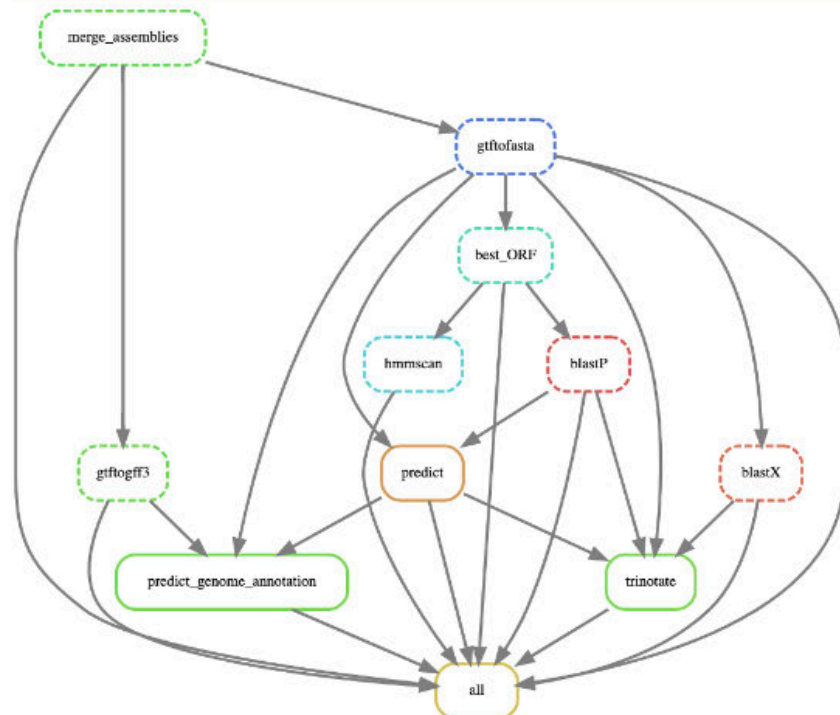 merge_assemblies
gtftofasta
best_ORF
hmmscan
blastP
gtftogff3
predict
blastX
predict_genome_annotation
trinotate
all